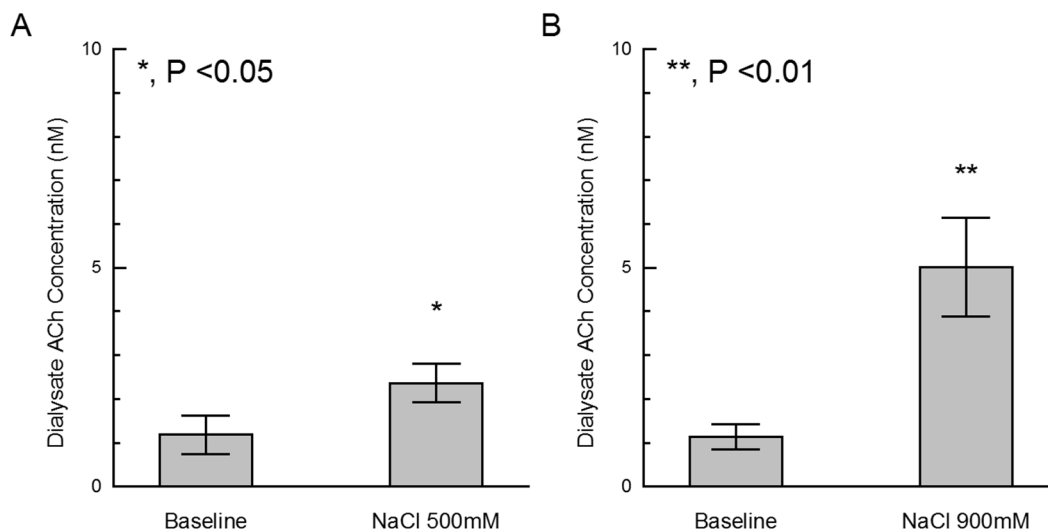 A
10
*, P <0.05
Dialysate ACh Concentration (nM)
5
*
0
Baseline
NaCl 500mM
B
10
**, P <0.01
Dialysate ACh Concentration (nM)
**
5
0
Baseline
NaCl 900mM